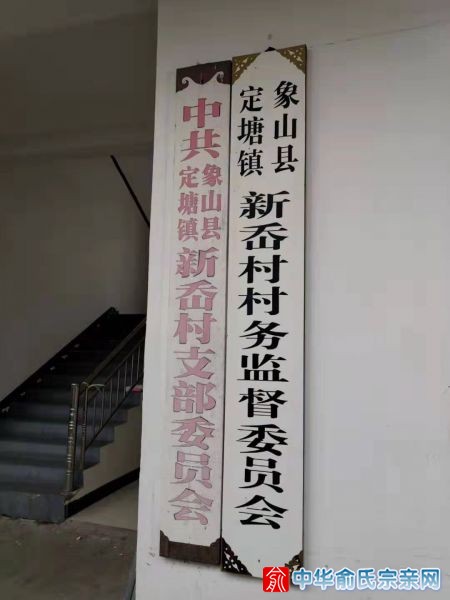 象山县
定塘镇
新岙村村务监督委员会
中共
象山县
定塘镇
新岙村支部委员会
俞 中华俞氏宗亲网